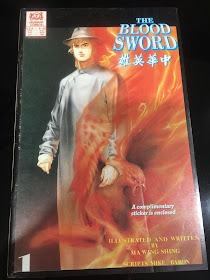 THE
BLOOD
SWORD
中華英雄
A complimentary
sticker is enclosed
ILLUSTRATED AND WRITTEN
BY
MA WING SHING
SCRIPTS MIKE BARON
1